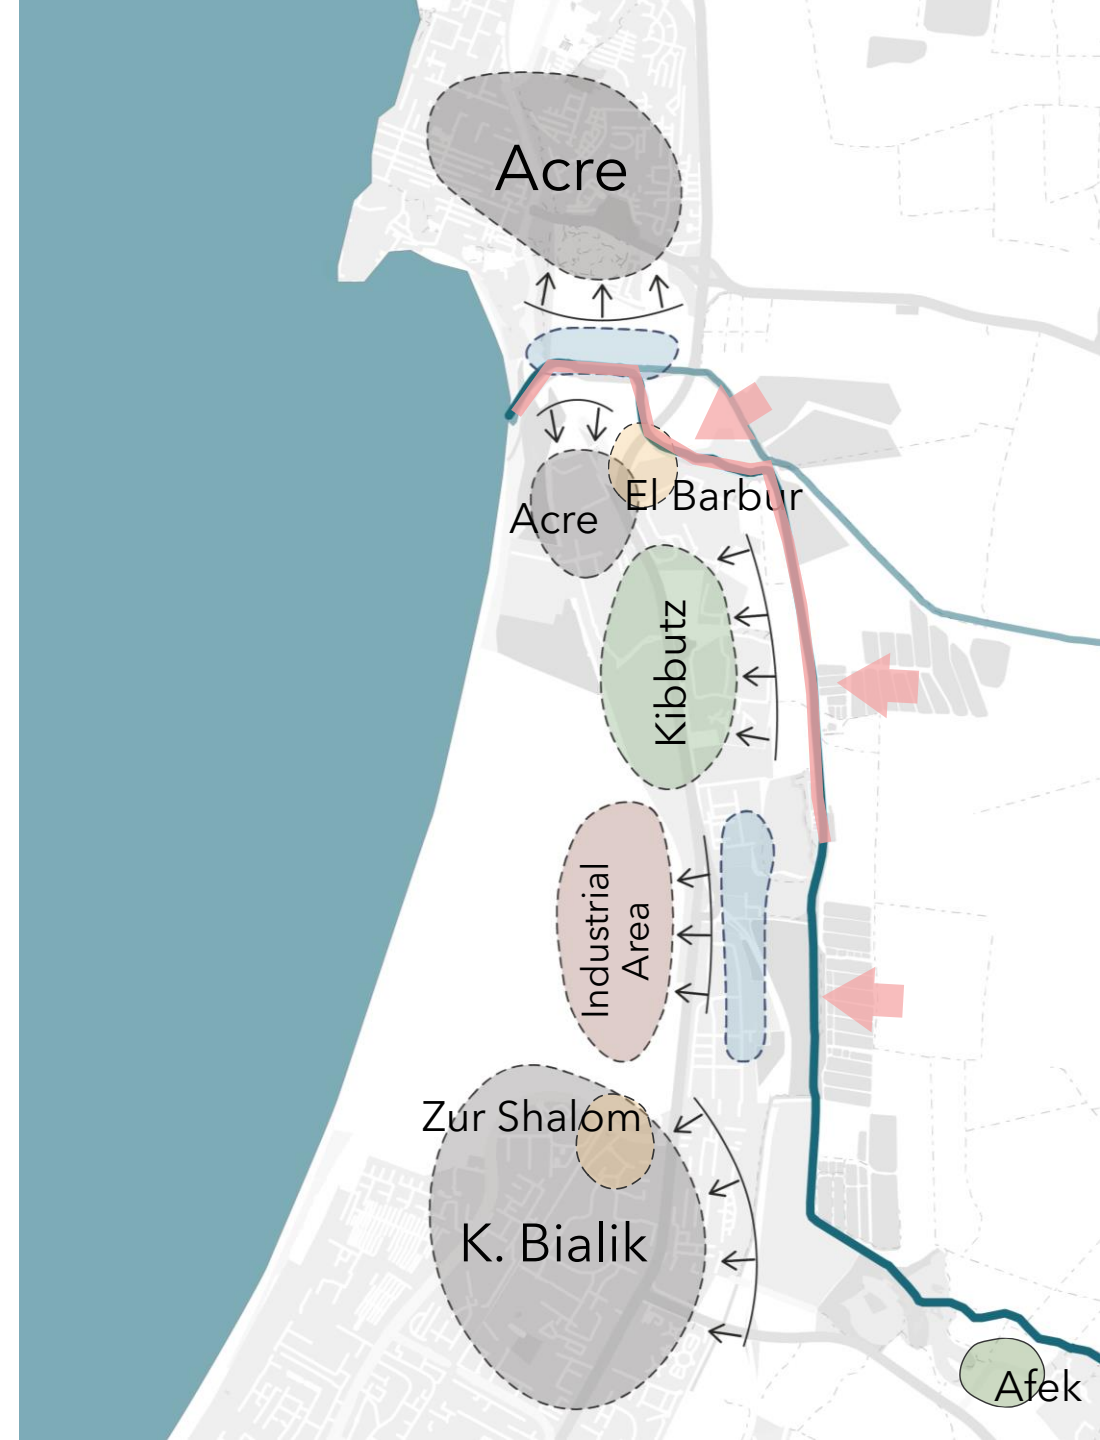 Acre
El Barbur
Acre
Kibbutz
Industrial
Area
Zur Shalom
K. Bialik
Afek